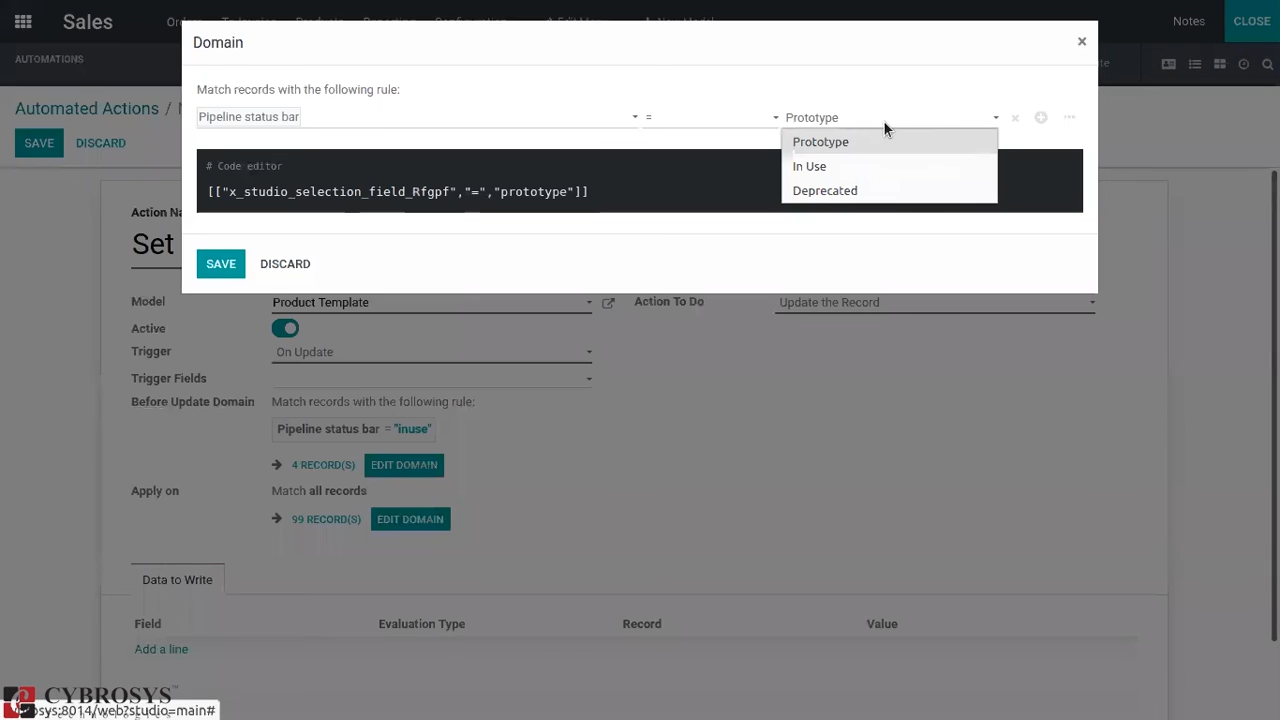 Sales
Notes
CLOSE
AUTOMATIONS
Domain
×
Automated Actions /
SAVE
DISCARD
Match records with the following rule:
Pipeline status bar
=
Prototype
Prototype
In Use
Deprecated
# Code editor
[["x_studio_selection_field_Rfgpf","=","prototype"]]
SAVE
DISCARD
Set
Model
Product Template
Action To Do
Update the Record
Active
Trigger
On Update
Trigger Fields
Before Update Domain
Match records with the following rule:
Pipeline status bar = "inuse"
4 RECORD(S)
EDIT DOMAIN
Apply on
Match all records
99 RECORD(S)
EDIT DOMAIN
Data to Write
Field
Evaluation Type
Record
Value
Add a line
CYBROSYS
rosys:8014/web?studio=main#